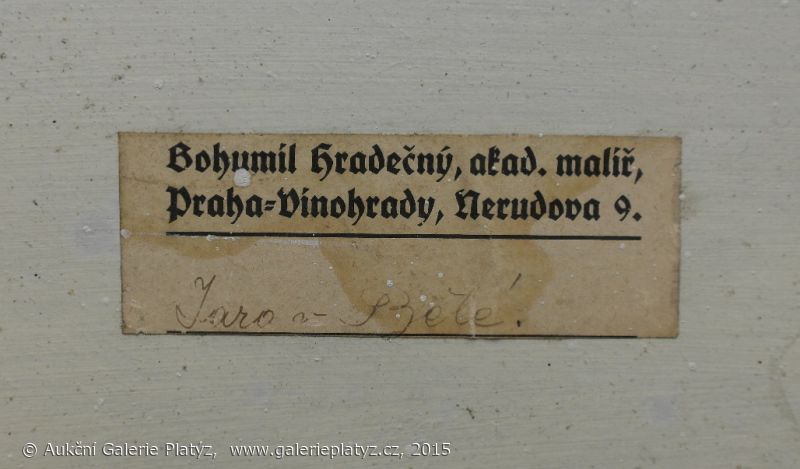 Bohumil Hradečný, akad. malíř,
Praha=Vinohrady, Nerudova 9.
Jaro v
© Aukční Galerie Platýz, www.galerieplatyz.cz, 2015